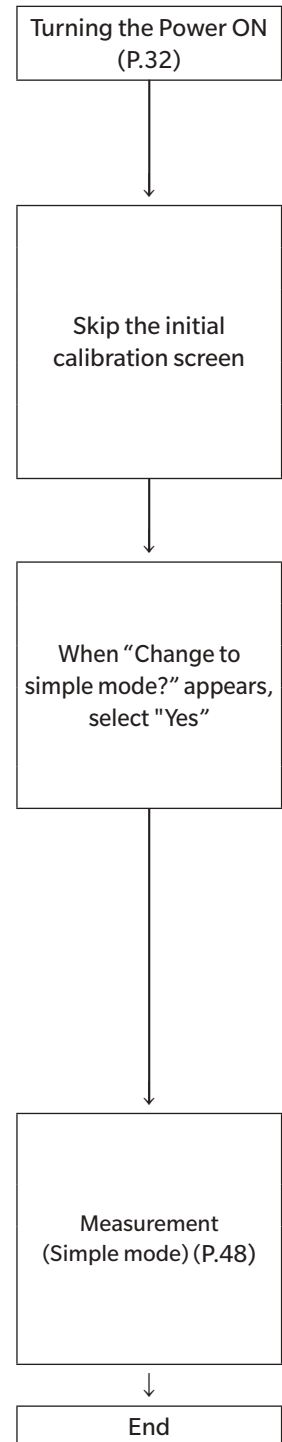 Turning the Power ON
(P.32)
Skip the initial
calibration screen
When “Change to
simple mode?” appears,
select "Yes”
Measurement
(Simple mode) (P.48)
End